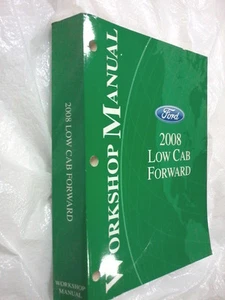 2008 LOW CAB FORWARD
WORKSHOP
MANUAL
WORKSHOP MANUAL
Ford
2008
LOW CAB
FORWARD